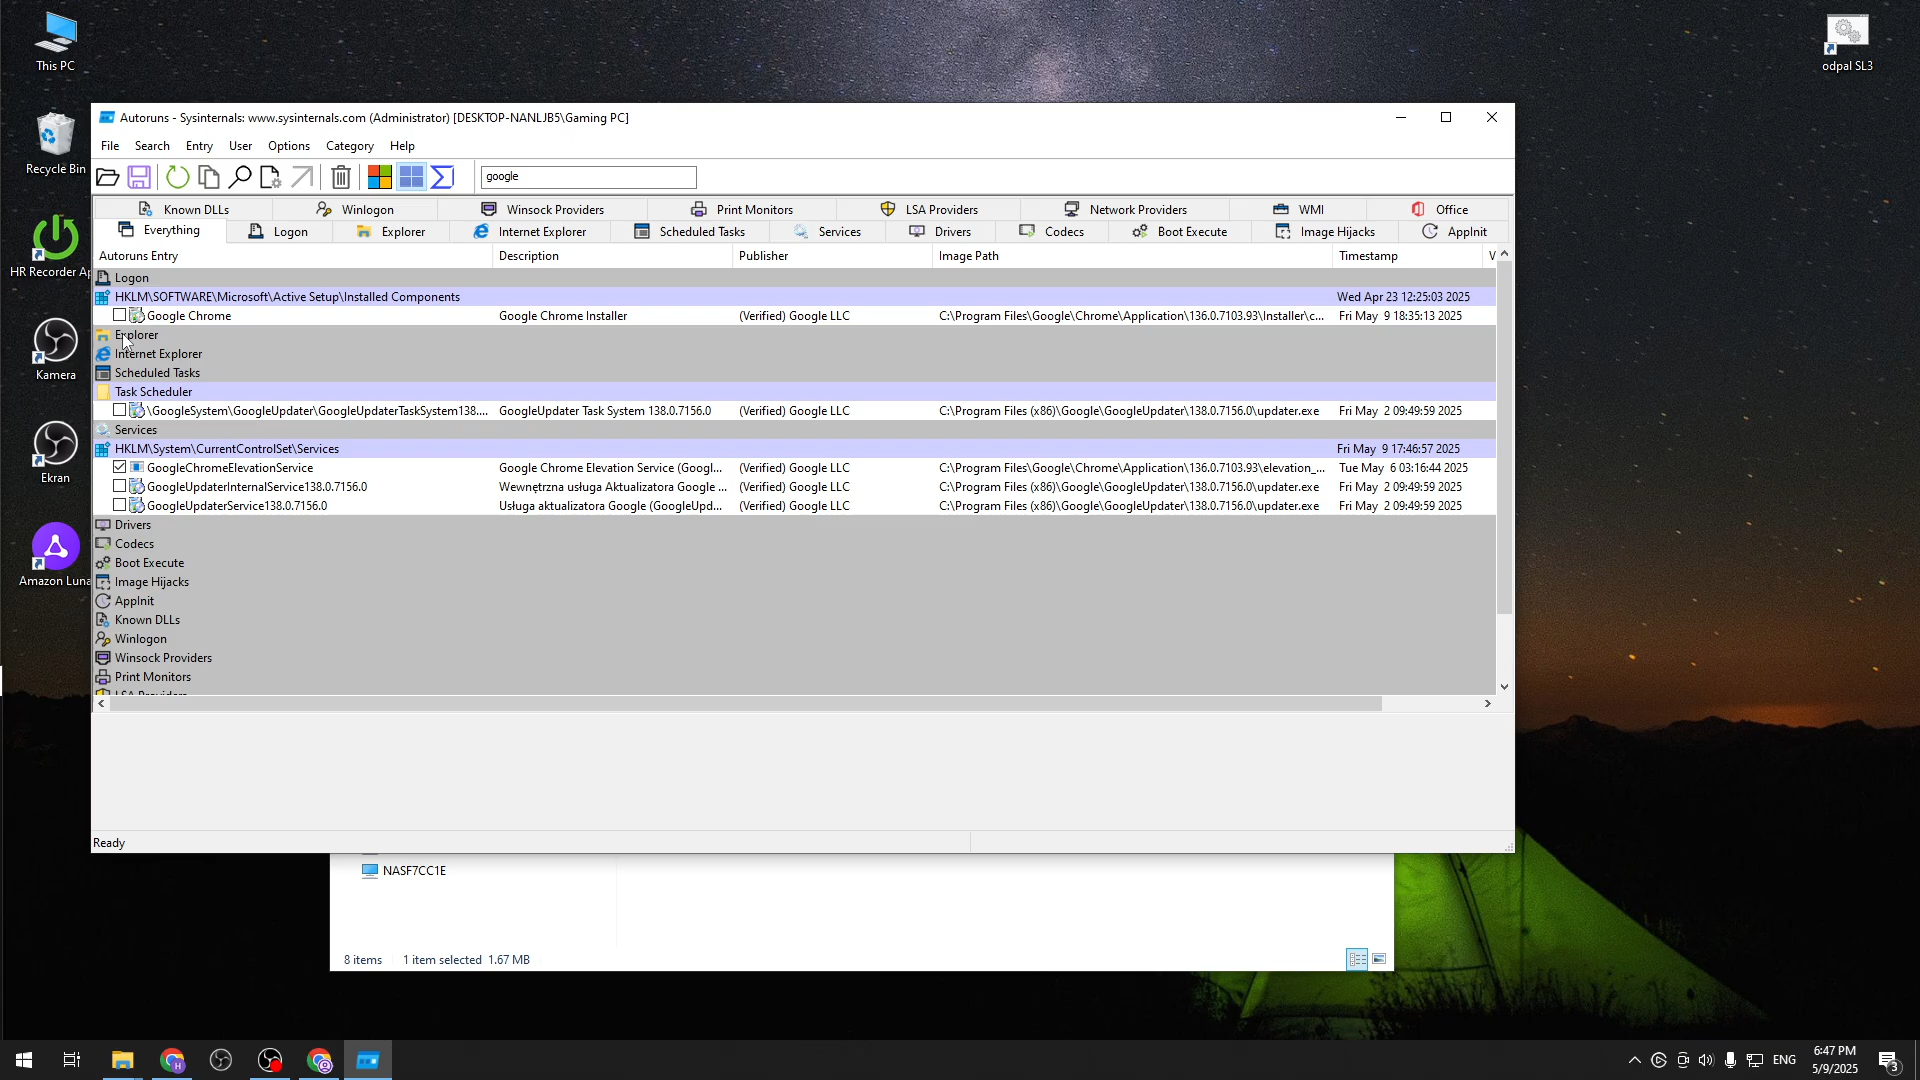 This PC
Recycle Bin
HR Recorder Ap
Kamera
Ekran
Amazon Luna
odpal SL3
Autoruns - Sysinternals: www.sysinternals.com (Administrator) [DESKTOP-NANLJB5\Gaming PC]
File Search Entry User Options Category Help
google
Known DLLs Winlogon Winsock Providers Print Monitors LSA Providers Network Providers WMI Office
Everything Logon Explorer Internet Explorer Scheduled Tasks Services Drivers Codecs Boot Execute Image Hijacks AppInit
Autoruns Entry Description Publisher Image Path Timestamp V
Logon
HKLM\SOFTWARE\Microsoft\Active Setup\Installed Components Wed Apr 23 12:25:03 2025
Google Chrome Google Chrome Installer (Verified) Google LLC C:\Program Files\Google\Chrome\Application\136.0.7103.93\Installer\c... Fri May 9 18:35:13 2025
Explorer
Internet Explorer
Scheduled Tasks
Task Scheduler
\GoogleSystem\GoogleUpdater\GoogleUpdaterTaskSystem138.... GoogleUpdater Task System 138.0.7156.0 (Verified) Google LLC C:\Program Files (x86)\Google\GoogleUpdater\138.0.7156.0\updater.exe Fri May 2 09:49:59 2025
Services
HKLM\System\CurrentControlSet\Services Fri May 9 17:46:57 2025
GoogleChromeElevationService Google Chrome Elevation Service (Googl... (Verified) Google LLC C:\Program Files\Google\Chrome\Application\136.0.7103.93\elevation_... Tue May 6 03:16:44 2025
GoogleUpdaterInternalService138.0.7156.0 Wewnętrzna usługa Aktualizatora Google ... (Verified) Google LLC C:\Program Files (x86)\Google\GoogleUpdater\138.0.7156.0\updater.exe Fri May 2 09:49:59 2025
GoogleUpdaterService138.0.7156.0 Usługa aktualizatora Google (GoogleUpd... (Verified) Google LLC C:\Program Files (x86)\Google\GoogleUpdater\138.0.7156.0\updater.exe Fri May 2 09:49:59 2025
Drivers
Codecs
Boot Execute
Image Hijacks
AppInit
Known DLLs
Winlogon
Winsock Providers
Print Monitors
LSA Providers
Ready
NASF7CC1E
8 items 1 item selected 1.67 MB
ENG
6:47 PM
5/9/2025
3